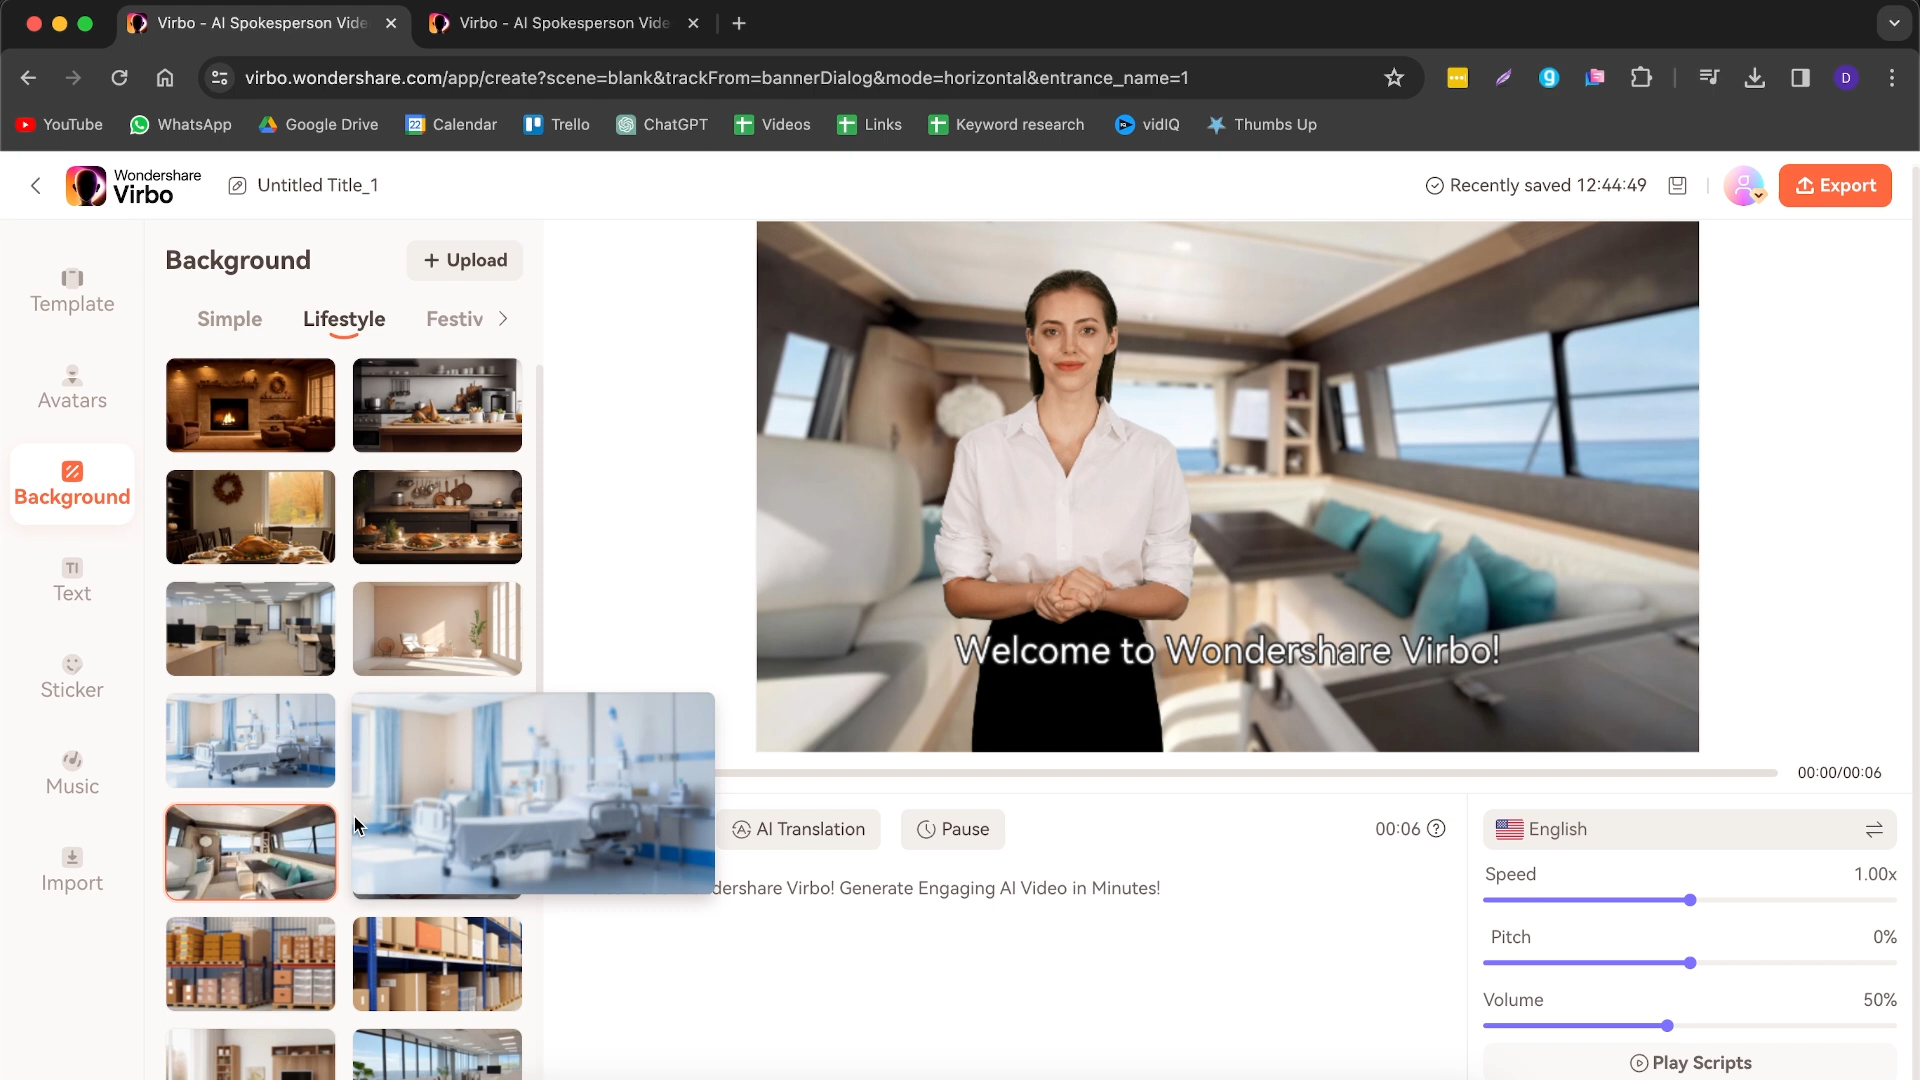 Virbo - AI Spokesperson Vide
Virbo - AI Spokesperson Vide
virbo.wondershare.com/app/create?scene=blank&trackFrom=bannerDialog&mode=horizontal&entrance_name=1
D
YouTube
WhatsApp
Google Drive
22 Calendar
Trello
ChatGPT
Videos
Links
Keyword research
vidIQ
Thumbs Up
Wondershare
Virbo
Untitled Title_1
Recently saved 12:44:49
Export
Template
Avatars
Background
Text
Sticker
Music
Import
Background
+ Upload
Simple
Lifestyle
Festiv
Welcome to Wondershare Virbo!
00:00/00:06
AI Translation
Pause
00:06
dershare Virbo! Generate Engaging AI Video in Minutes!
English
Speed 1.00x
Pitch 0%
Volume 50%
Play Scripts